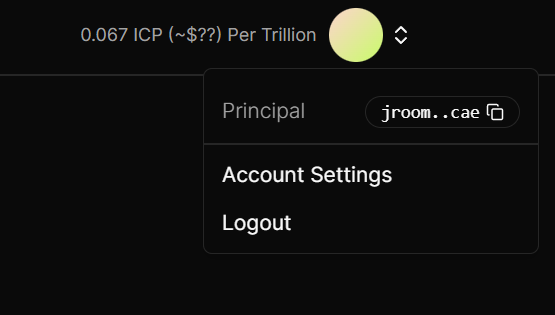 0.067 ICP (~$??) Per Trillion
Principal jroom..cae
Account Settings
Logout